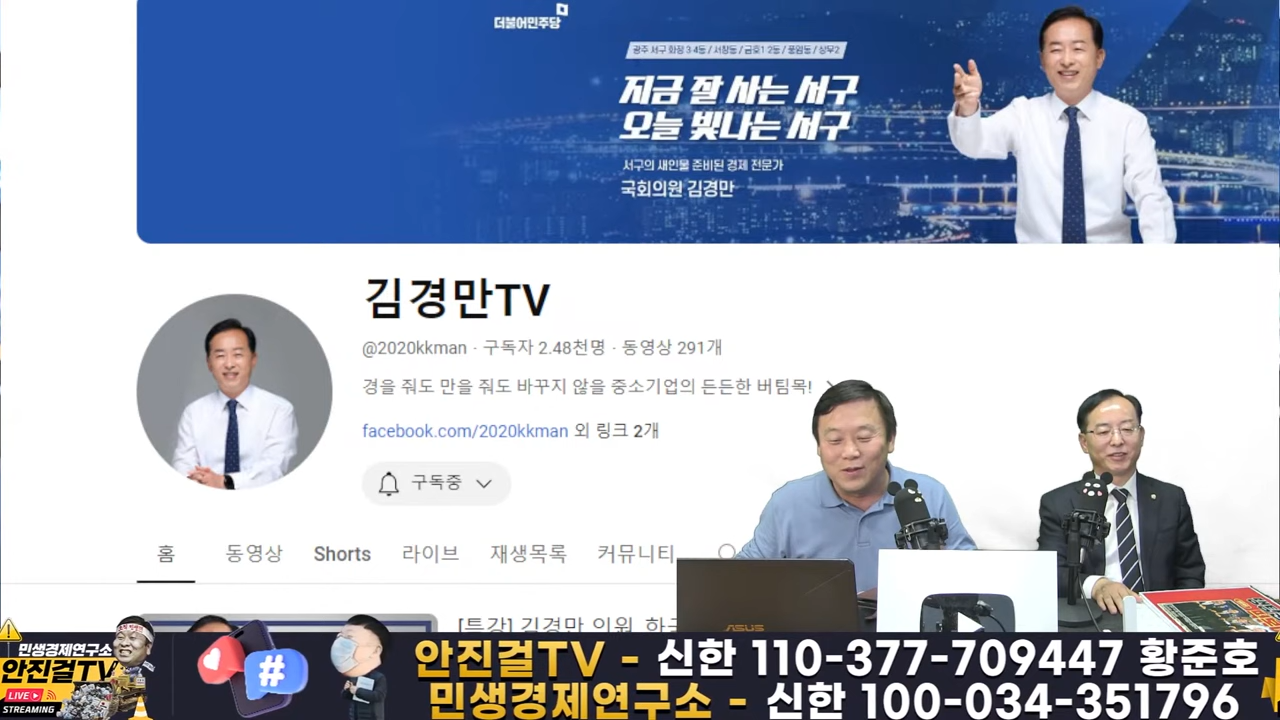 더불어민주당
광주 서구 화정 3·4동 / 서창동 / 금호1·2동 / 풍암동 / 상무2
지금 잘 사는 서구
오늘 빛나는 서구
서구의 새인물 준비된 경제 전문가
국회의원 김경만
김경만TV
@2020kkman · 구독자 2.48천명 · 동영상 291개
경을 줘도 만을 줘도 바꾸지 않을 중소기업의 든든한 버팀목!
facebook.com/2020kkman 외 링크 2개
구독중
홈 동영상 Shorts 라이브 재생목록 커뮤니티
[특강] 김경만 의원,
ASUS
민생경제연구소
안진걸TV
LIVE
STREAMING
#
안진걸TV - 신한 110-377-709447 황준호
민생경제연구소 - 신한 100-034-351796